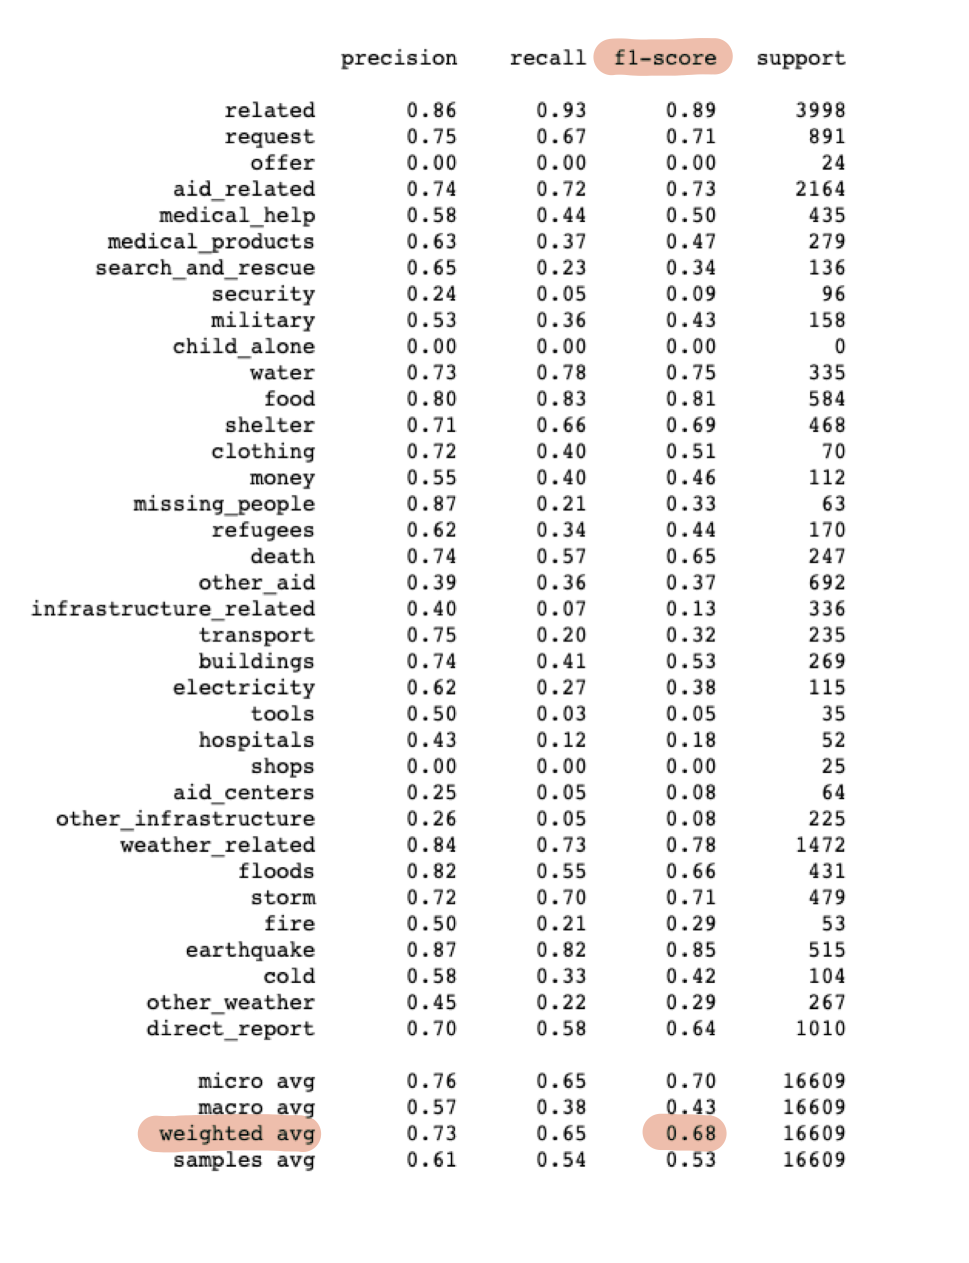 precision recall f1-score support
related 0.86 0.93 0.89 3998
request 0.75 0.67 0.71 891
offer 0.00 0.00 0.00 24
aid_related 0.74 0.72 0.73 2164
medical_help 0.58 0.44 0.50 435
medical_products 0.63 0.37 0.47 279
search_and_rescue 0.65 0.23 0.34 136
security 0.24 0.05 0.09 96
military 0.53 0.36 0.43 158
child_alone 0.00 0.00 0.00 0
water 0.73 0.78 0.75 335
food 0.80 0.83 0.81 584
shelter 0.71 0.66 0.69 468
clothing 0.72 0.40 0.51 70
money 0.55 0.40 0.46 112
missing_people 0.87 0.21 0.33 63
refugees 0.62 0.34 0.44 170
death 0.74 0.57 0.65 247
other_aid 0.39 0.36 0.37 692
infrastructure_related 0.40 0.07 0.13 336
transport 0.75 0.20 0.32 235
buildings 0.74 0.41 0.53 269
electricity 0.62 0.27 0.38 115
tools 0.50 0.03 0.05 35
hospitals 0.43 0.12 0.18 52
shops 0.00 0.00 0.00 25
aid_centers 0.25 0.05 0.08 64
other_infrastructure 0.26 0.05 0.08 225
weather_related 0.84 0.73 0.78 1472
floods 0.82 0.55 0.66 431
storm 0.72 0.70 0.71 479
fire 0.50 0.21 0.29 53
earthquake 0.87 0.82 0.85 515
cold 0.58 0.33 0.42 104
other_weather 0.45 0.22 0.29 267
direct_report 0.70 0.58 0.64 1010
micro avg 0.76 0.65 0.70 16609
macro avg 0.57 0.38 0.43 16609
weighted avg 0.73 0.65 0.68 16609
samples avg 0.61 0.54 0.53 16609